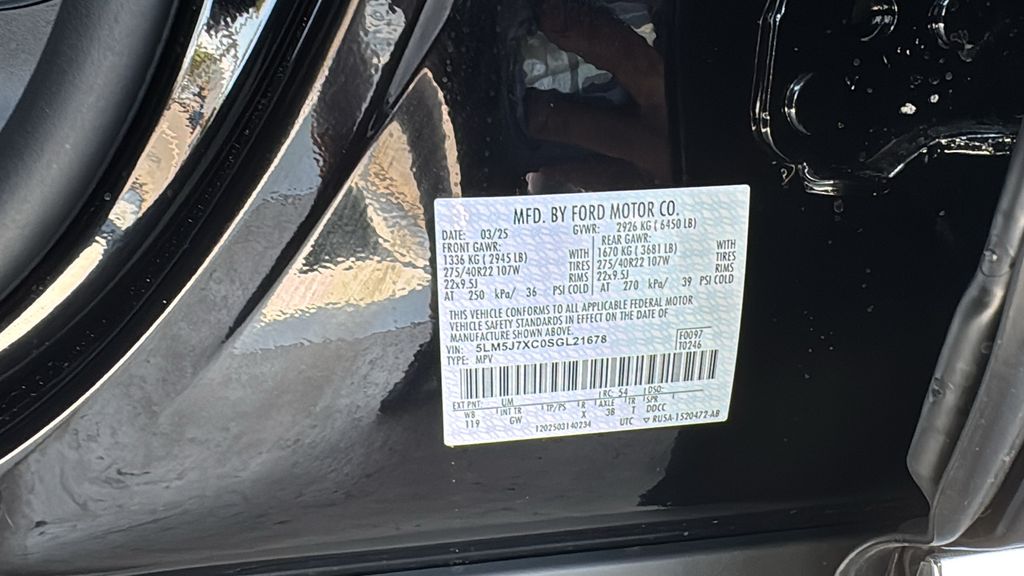 MFD. BY FORD MOTOR CO.
DATE: 03/25 GVWR: 2926 KG ( 6450 LB)
FRONT GAWR: REAR GAWR:
1336 KG ( 2945 LB) WITH 1670 KG ( 3681 LB) WITH
275/40R22 107W TIRES 275/40R22 107W TIRES
22x9.5J RIMS 22x9.5J RIMS
AT 250 kPa/ 36 PSI COLD AT 270 kPa/ 39 PSI COLD
THIS VEHICLE CONFORMS TO ALL APPLICABLE FEDERAL MOTOR
VEHICLE SAFETY STANDARDS IN EFFECT ON THE DATE OF
MANUFACTURE SHOWN ABOVE.
VIN: 5LM5J7XC0SGL21678 F0097
TYPE: MPV T0246
EXT PNT: UM RC: 54 DSO:
WB INT TR TP/PS R AXLE TR SPR
119 GW X 38 T DDCC
1202503140234 UTC ▽ RUSA-1520472-AB